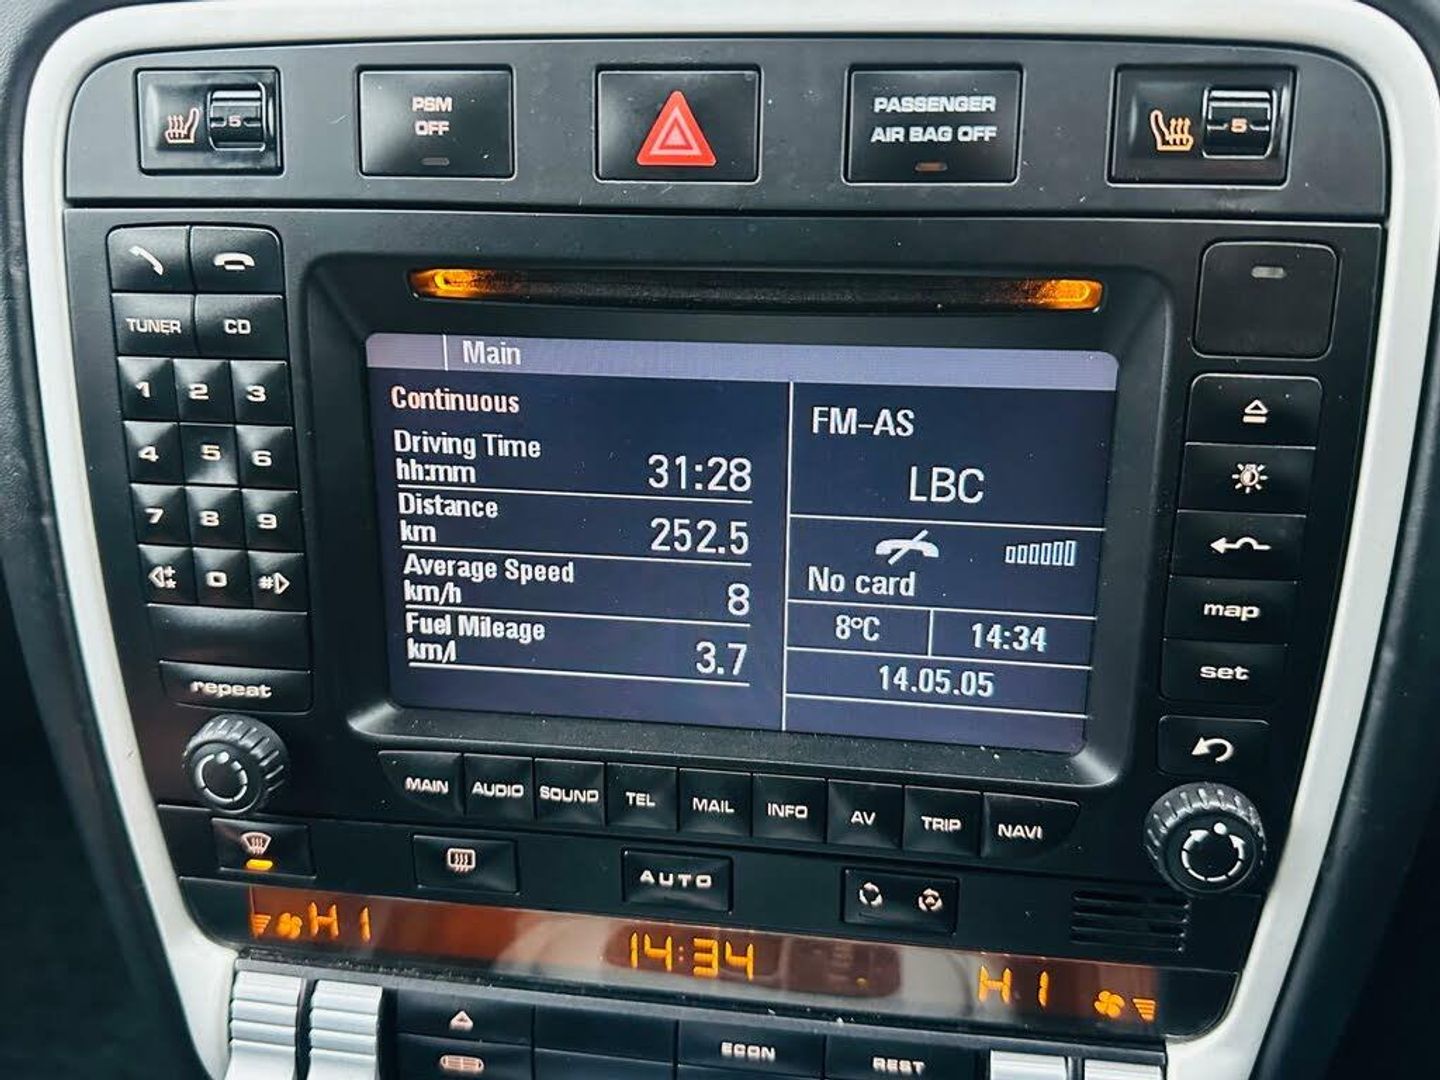 5
PSM
OFF
PASSENGER
AIR BAG OFF
5
TUNER
CD
1 2 3
4 5 6
7 8 9
* 0 #
repeat
Main
Continuous
Driving Time
hh:mm
31:28
Distance
km
252.5
Average Speed
km/h
8
Fuel Mileage
km/l
3.7
FM-AS
LBC
No card
8°C
14:34
14.05.05
map
set
MAIN
AUDIO
SOUND
TEL
MAIL
INFO
AV
TRIP
NAVI
AUTO
HI
14:34
HI
ECON
REST